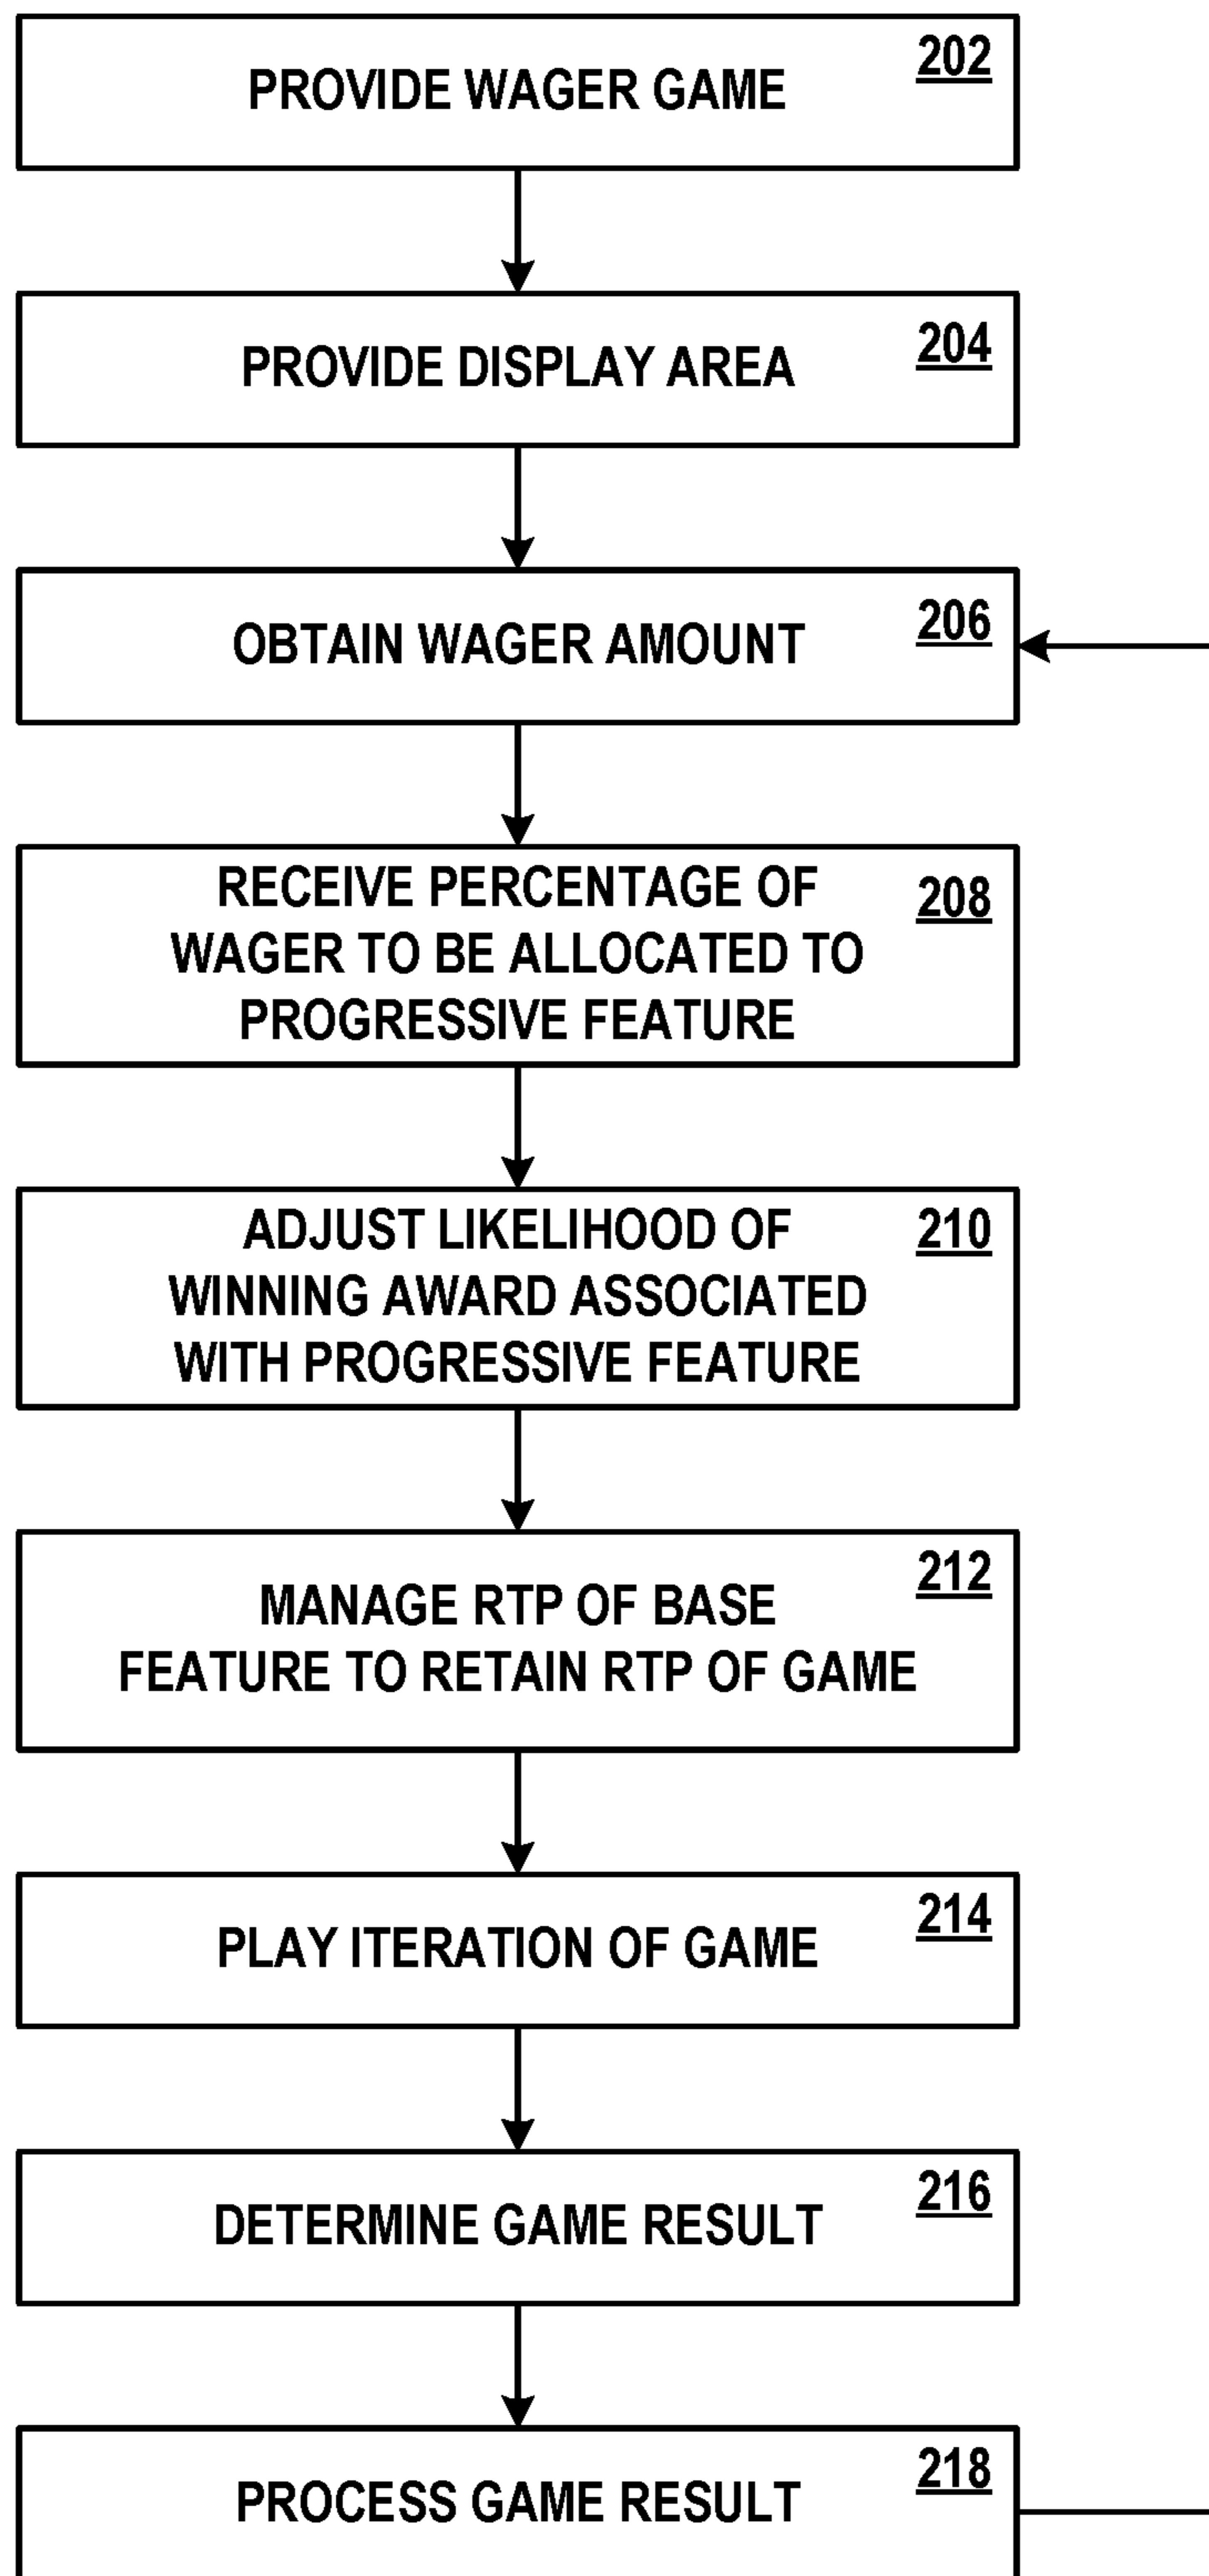 202
PROVIDE WAGER GAME
204
PROVIDE DISPLAY AREA
206
OBTAIN WAGER AMOUNT
208
RECEIVE PERCENTAGE OF
WAGER TO BE ALLOCATED TO
PROGRESSIVE FEATURE
210
ADJUST LIKELIHOOD OF
WINNING AWARD ASSOCIATED
WITH PROGRESSIVE FEATURE
212
MANAGE RTP OF BASE
FEATURE TO RETAIN RTP OF GAME
214
PLAY ITERATION OF GAME
216
DETERMINE GAME RESULT
218
PROCESS GAME RESULT